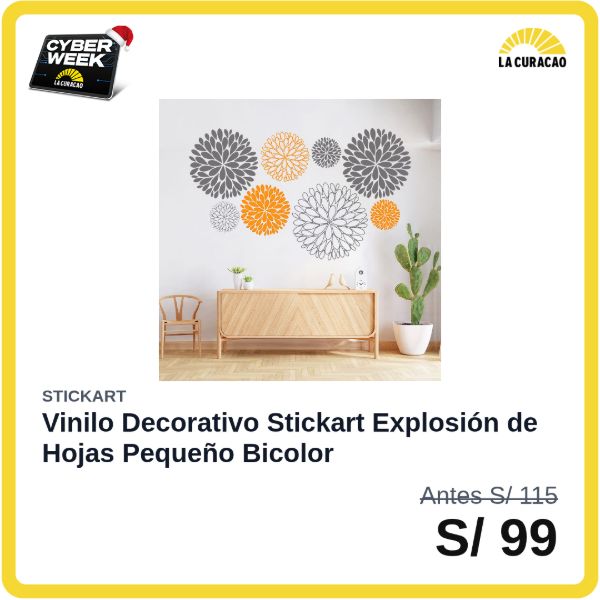 CYBER
WEEK
LA CURACAO
LA CURACAO
STICKART
Vinilo Decorativo Stickart Explosión de
Hojas Pequeño Bicolor
Antes S/ 115
S/ 99